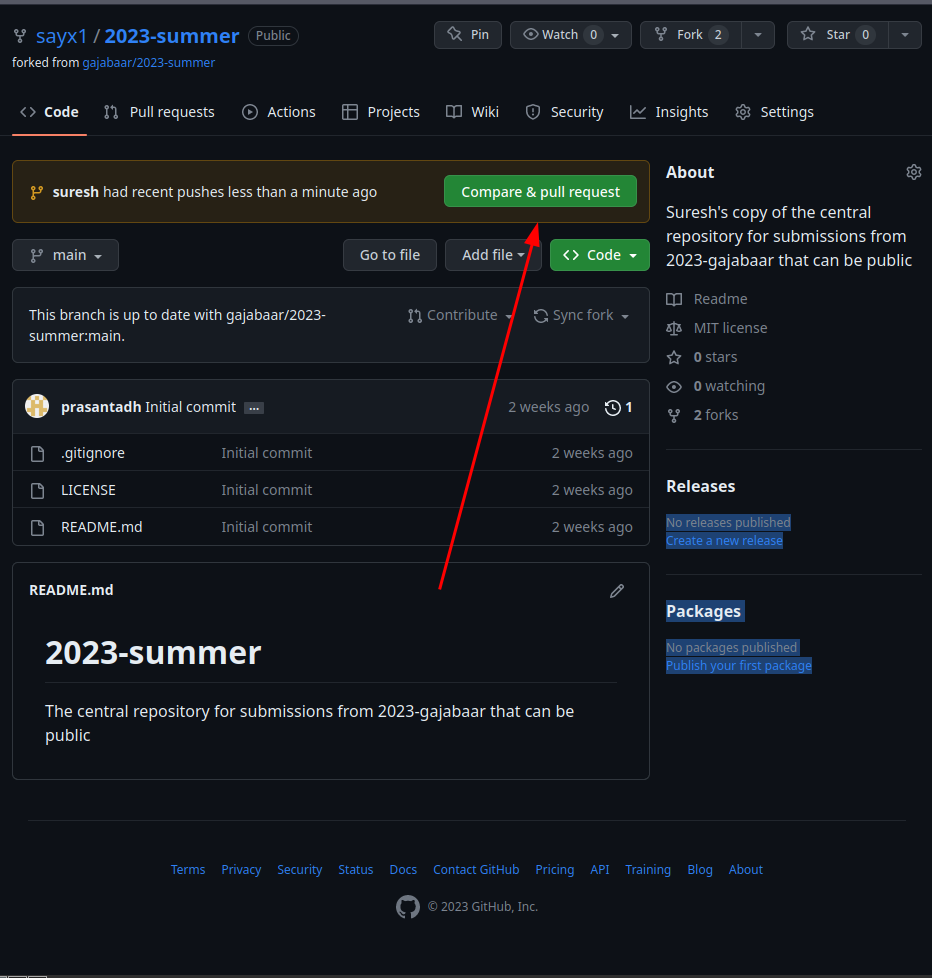 sayx1 / 2023-summer Public Pin Watch 0 Fork 2 Star 0
forked from gajabaar/2023-summer
Code Pull requests Actions Projects Wiki Security Insights Settings
suresh had recent pushes less than a minute ago Compare & pull request
main Go to file Add file Code
This branch is up to date with gajabaar/2023-
summer:main.
Contribute Sync fork
prasantadh Initial commit ... 2 weeks ago 1
.gitignore Initial commit 2 weeks ago
LICENSE Initial commit 2 weeks ago
README.md Initial commit 2 weeks ago
README.md
2023-summer
The central repository for submissions from 2023-gajabaar that can be
public
About
Suresh's copy of the central
repository for submissions from
2023-gajabaar that can be public
Readme
MIT license
0 stars
0 watching
2 forks
Releases
No releases published
Create a new release
Packages
No packages published
Publish your first package
Terms Privacy Security Status Docs Contact GitHub Pricing API Training Blog About
© 2023 GitHub, Inc.